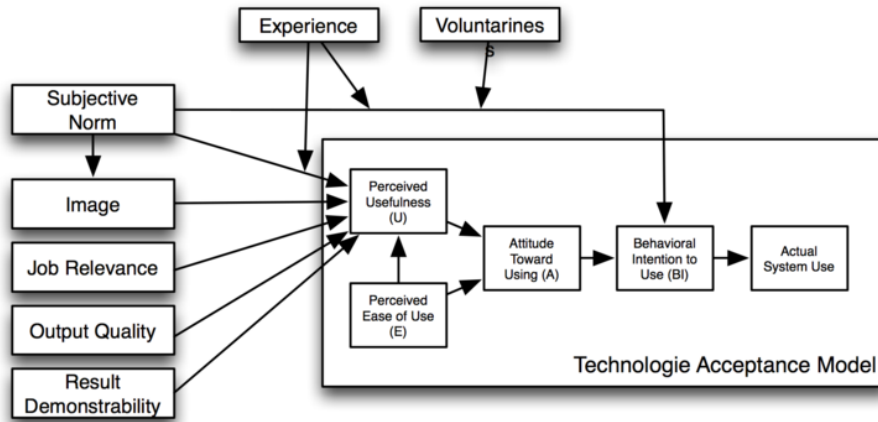 Experience
Voluntarines
s
Subjective
Norm
Image
Job Relevance
Output Quality
Result
Demonstrability
Perceived
Usefulness
(U)
Perceived
Ease of Use
(E)
Attitude
Toward
Using (A)
Behavioral
Intention to
Use (BI)
Actual
System Use
Technologie Acceptance Model